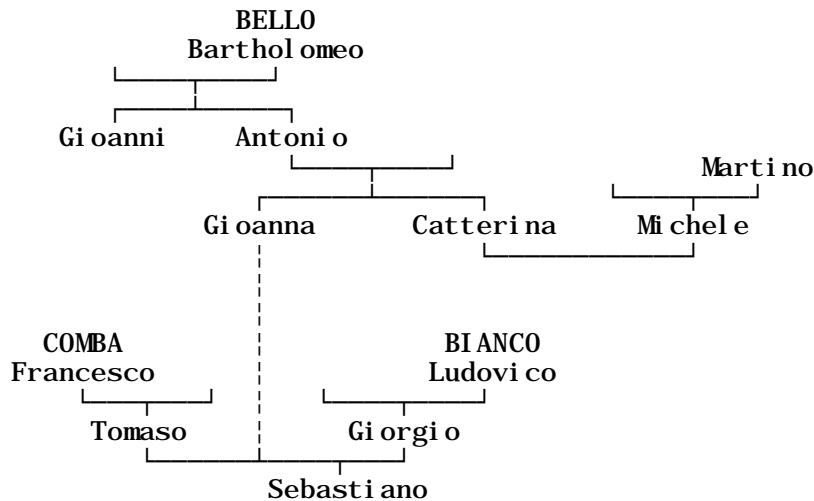 BELLO
Bartholomeo
Gioanni Antonio
Martino
Gioanna Catterina Michele
COMBA BIANCO
Francesco Ludovico
Tomaso Giorgio
Sebastiano